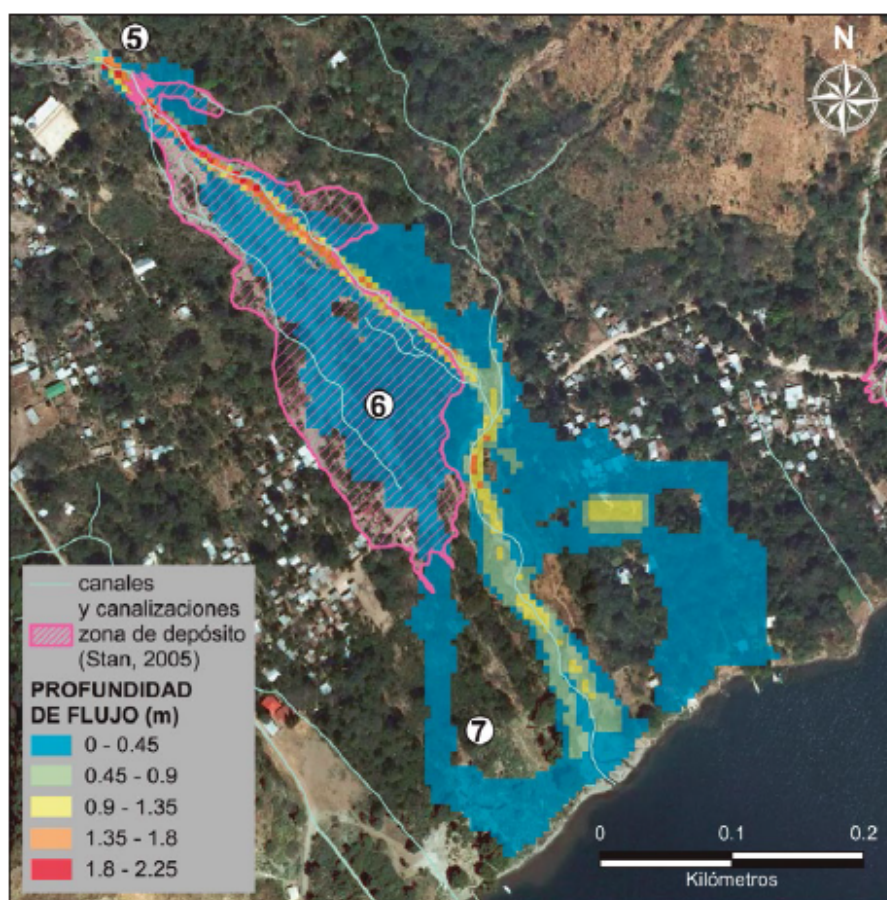 5
N
6
canales
y canalizaciones
zona de depósito
(Stan, 2005)
PROFUNDIDAD
DE FLUJO (m)
0 - 0.45
0.45 - 0.9
0.9 - 1.35
1.35 - 1.8
1.8 - 2.25
7
0 0.1 0.2
Kilómetros